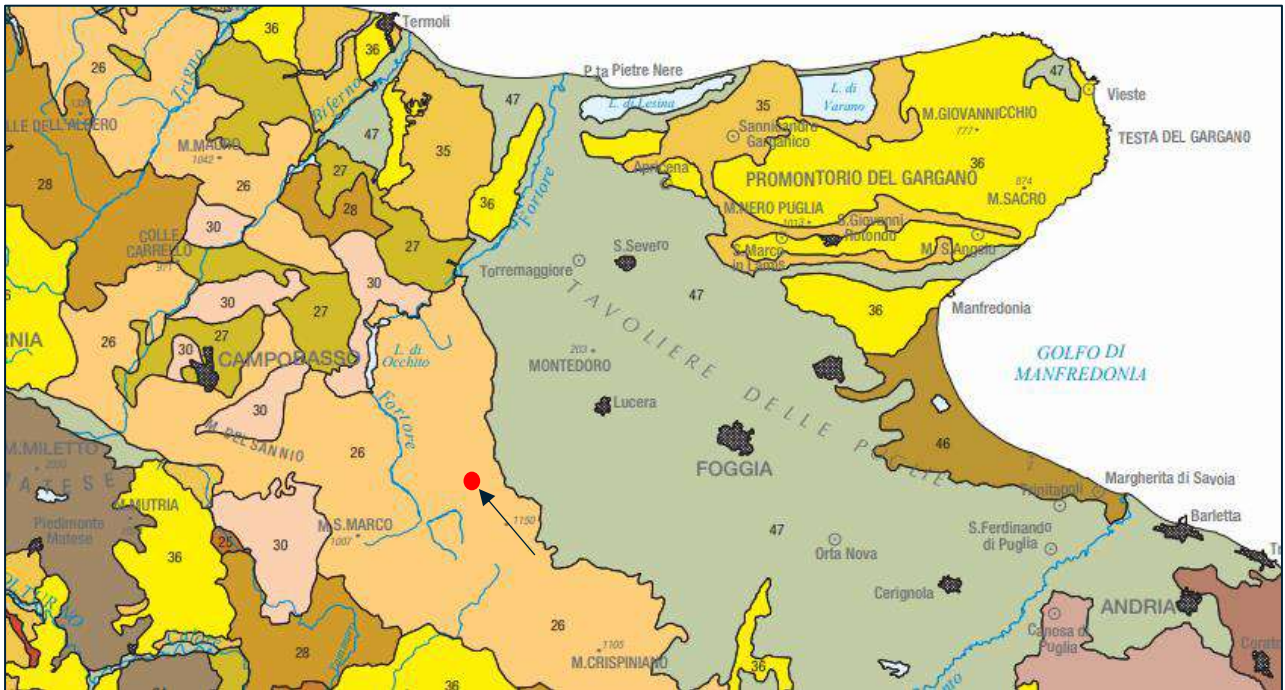 36
Termoli
26
36
Trigno
P.ta Pietre Nere
47
Vieste
L. di Lesina
L. di
Varano
M.GIOVANNICCHIO
777
Biferno
47
35
35
Sannicandro
Garganico
TESTA DEL GARGANO
M.MAURO
1042
36
27
Apricena
PROMONTORIO DEL GARGANO
874
M.SACRO
28
26
28
36
Fortore
M.NERO PUGLIA
1013
S.Giovanni
Rotondo
30
COLLE
CARRELLO
971
27
S.Severo
S.Marco
in Lamis
M. S.Angelo
Torremaggiore
30
30
47
36
Manfredonia
27
26
27
30
CAMPOBASSO
L. di
Occhito
TAVOLIERE DELLE PUGLIE
203
MONTEDORO
GOLFO DI
MANFREDONIA
30
Lucera
Fortore
M. DEL SANNIO
26
FOGGIA
46
M.MILETTO
Trinitapoli
Margherita di Savoia
M.MUTRIA
M.S.MARCO
1007
1150
Barletta
Piedimonte
Matese
25
30
47
S.Ferdinando
di Puglia
36
Orta Nova
Cerignola
ANDRIA
26
Canosa di
Puglia
Calore
28
Tammaro
1105
M.CRISPINIANO
36
36